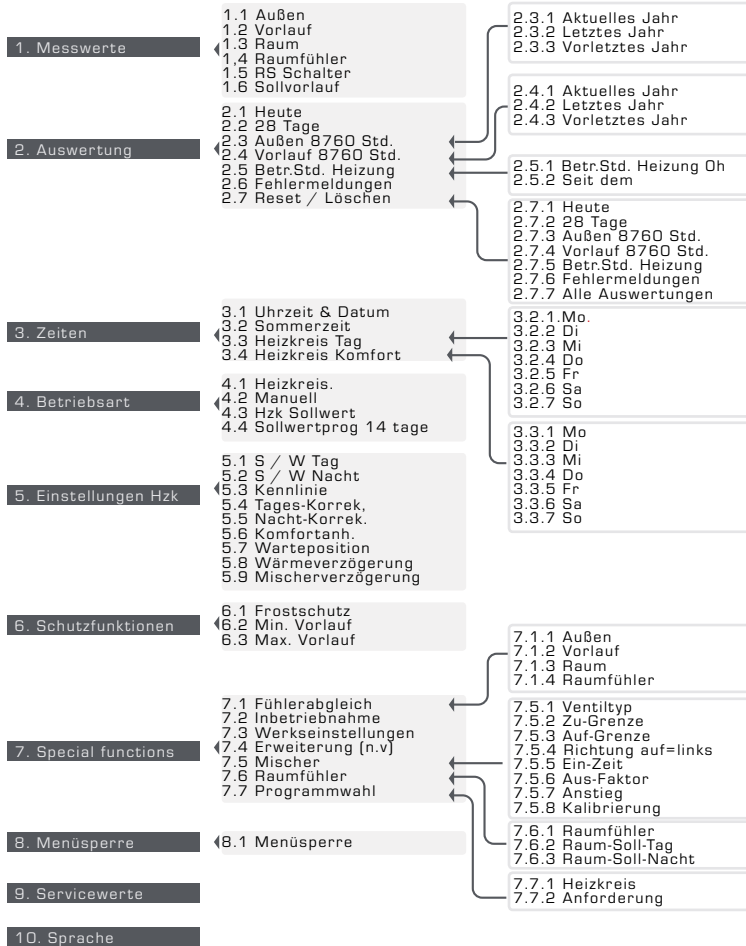 1. Messwerte
1.1 Außen
1.2 Vorlauf
1.3 Raum
1,4 Raumfühler
1.5 RS Schalter
1.6 Sollvorlauf
2. Auswertung
2.1 Heute
2.2 28 Tage
2.3 Außen 8760 Std.
2.4 Vorlauf 8760 Std.
2.5 Betr.Std. Heizung
2.6 Fehlermeldungen
2.7 Reset / Löschen
2.3.1 Aktuelles Jahr
2.3.2 Letztes Jahr
2.3.3 Vorletztes Jahr
2.4.1 Aktuelles Jahr
2.4.2 Letztes Jahr
2.4.3 Vorletztes Jahr
2.5.1 Betr.Std. Heizung 0h
2.5.2 Seit dem
2.7.1 Heute
2.7.2 28 Tage
2.7.3 Außen 8760 Std.
2.7.4 Vorlauf 8760 Std.
2.7.5 Betr.Std. Heizung
2.7.6 Fehlermeldungen
2.7.7 Alle Auswertungen
3. Zeiten
3.1 Uhrzeit & Datum
3.2 Sommerzeit
3.3 Heizkreis Tag
3.4 Heizkreis Komfort
3.2.1.Mo.
3.2.2 Di
3.2.3 Mi
3.2.4 Do
3.2.5 Fr
3.2.6 Sa
3.2.7 So
4. Betriebsart
4.1 Heizkreis.
4.2 Manuell
4.3 Hzk Sollwert
4.4 Sollwertprog 14 tage
3.3.1 Mo
3.3.2 Di
3.3.3 Mi
3.3.4 Do
3.3.5 Fr
3.3.6 Sa
3.3.7 So
5. Einstellungen Hzk
5.1 S / W Tag
5.2 S / W Nacht
5.3 Kennlinie
5.4 Tages-Korrek,
5.5 Nacht-Korrek.
5.6 Komfortanh.
5.7 Warteposition
5.8 Wärmeverzögerung
5.9 Mischerverzögerung
6. Schutzfunktionen
6.1 Frostschutz
6.2 Min. Vorlauf
6.3 Max. Vorlauf
7. Special functions
7.1 Fühlerabgleich
7.2 Inbetriebnahme
7.3 Werkseinstellungen
7.4 Erweiterung (n.v)
7.5 Mischer
7.6 Raumfühler
7.7 Programmwahl
7.1.1 Außen
7.1.2 Vorlauf
7.1.3 Raum
7.1.4 Raumfühler
7.5.1 Ventiltyp
7.5.2 Zu-Grenze
7.5.3 Auf-Grenze
7.5.4 Richtung auf=links
7.5.5 Ein-Zeit
7.5.6 Aus-Faktor
7.5.7 Anstieg
7.5.8 Kalibrierung
7.6.1 Raumfühler
7.6.2 Raum-Soll-Tag
7.6.3 Raum-Soll-Nacht
7.7.1 Heizkreis
7.7.2 Anforderung
8. Menüsperre
8.1 Menüsperre
9. Servicewerte
10. Sprache